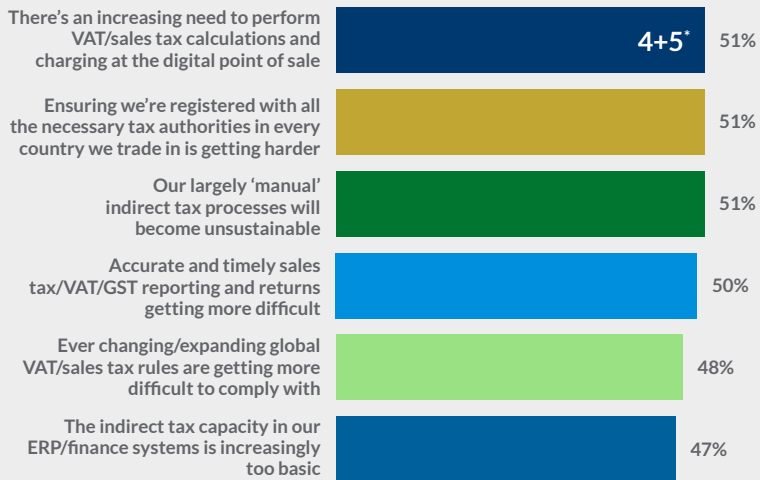 There’s an increasing need to perform
VAT/sales tax calculations and
charging at the digital point of sale
4+5*
51%
Ensuring we’re registered with all
the necessary tax authorities in every
country we trade in is getting harder
51%
Our largely ‘manual’
indirect tax processes will
become unsustainable
51%
Accurate and timely sales
tax/VAT/GST reporting and returns
getting more difficult
50%
Ever changing/expanding global
VAT/sales tax rules are getting more
difficult to comply with
48%
The indirect tax capacity in our
ERP/finance systems is increasingly
too basic
47%